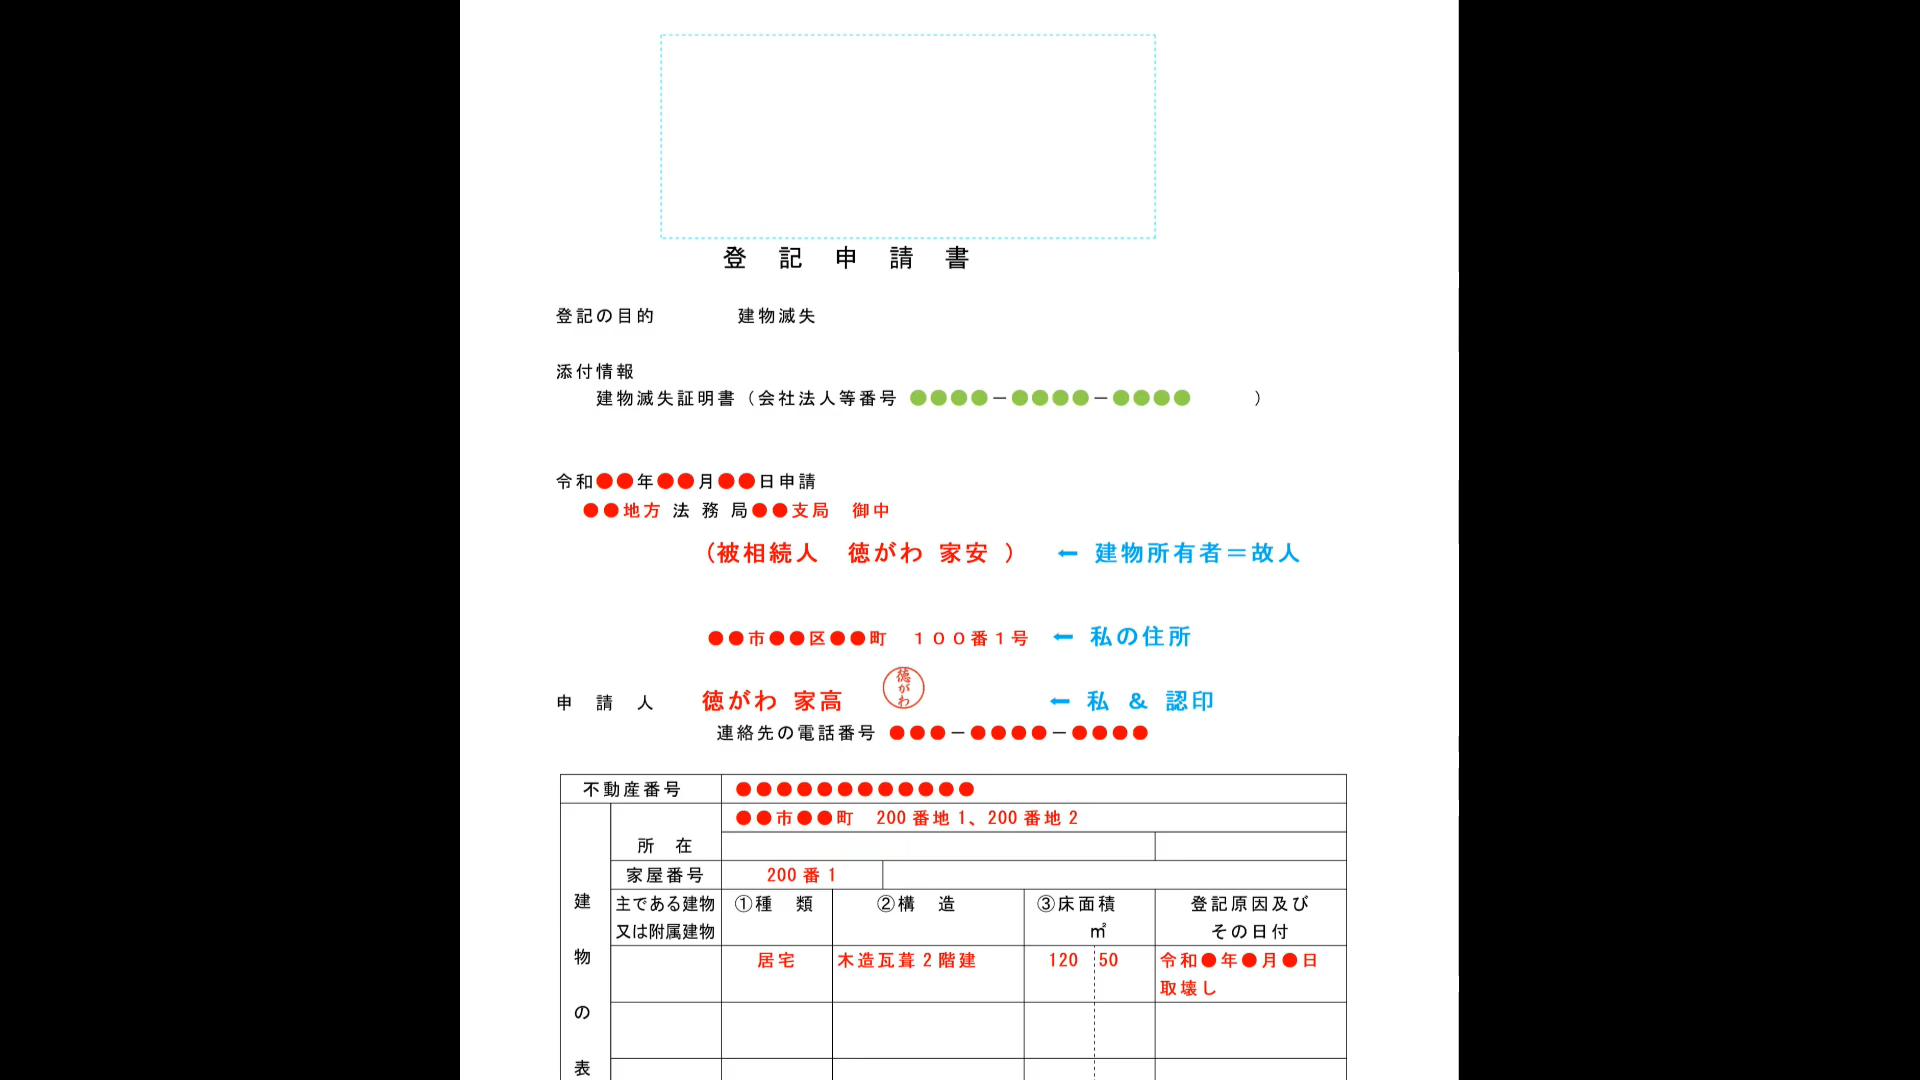 登 記 申 請 書
登記の目的 建物滅失
添付情報
建物滅失証明書（会社法人等番号 ●●●●－●●●●－●●●● ）
令和●●年●●月●●日申請
●●地方 法 務 局●●支局 御中
（被相続人 徳がわ 家安 ） ← 建物所有者＝故人
●●市●●区●●町 １００番１号 ← 私の住所
徳がわ
申 請 人 徳がわ 家高 ← 私 & 認印
連絡先の電話番号 ●●●－●●●●－●●●●
不動産番号 ●●●●●●●●●●●●
●●市●●町 200 番地 1、200 番地 2
所 在
家屋番号 200 番 1
建物の表
主である建物 ①種 類 ②構 造 ③床面積 登記原因及び
又は附属建物 ㎡ その日付
居宅 木造瓦葺 2 階建 120 50 令和●年●月●日
取壊し